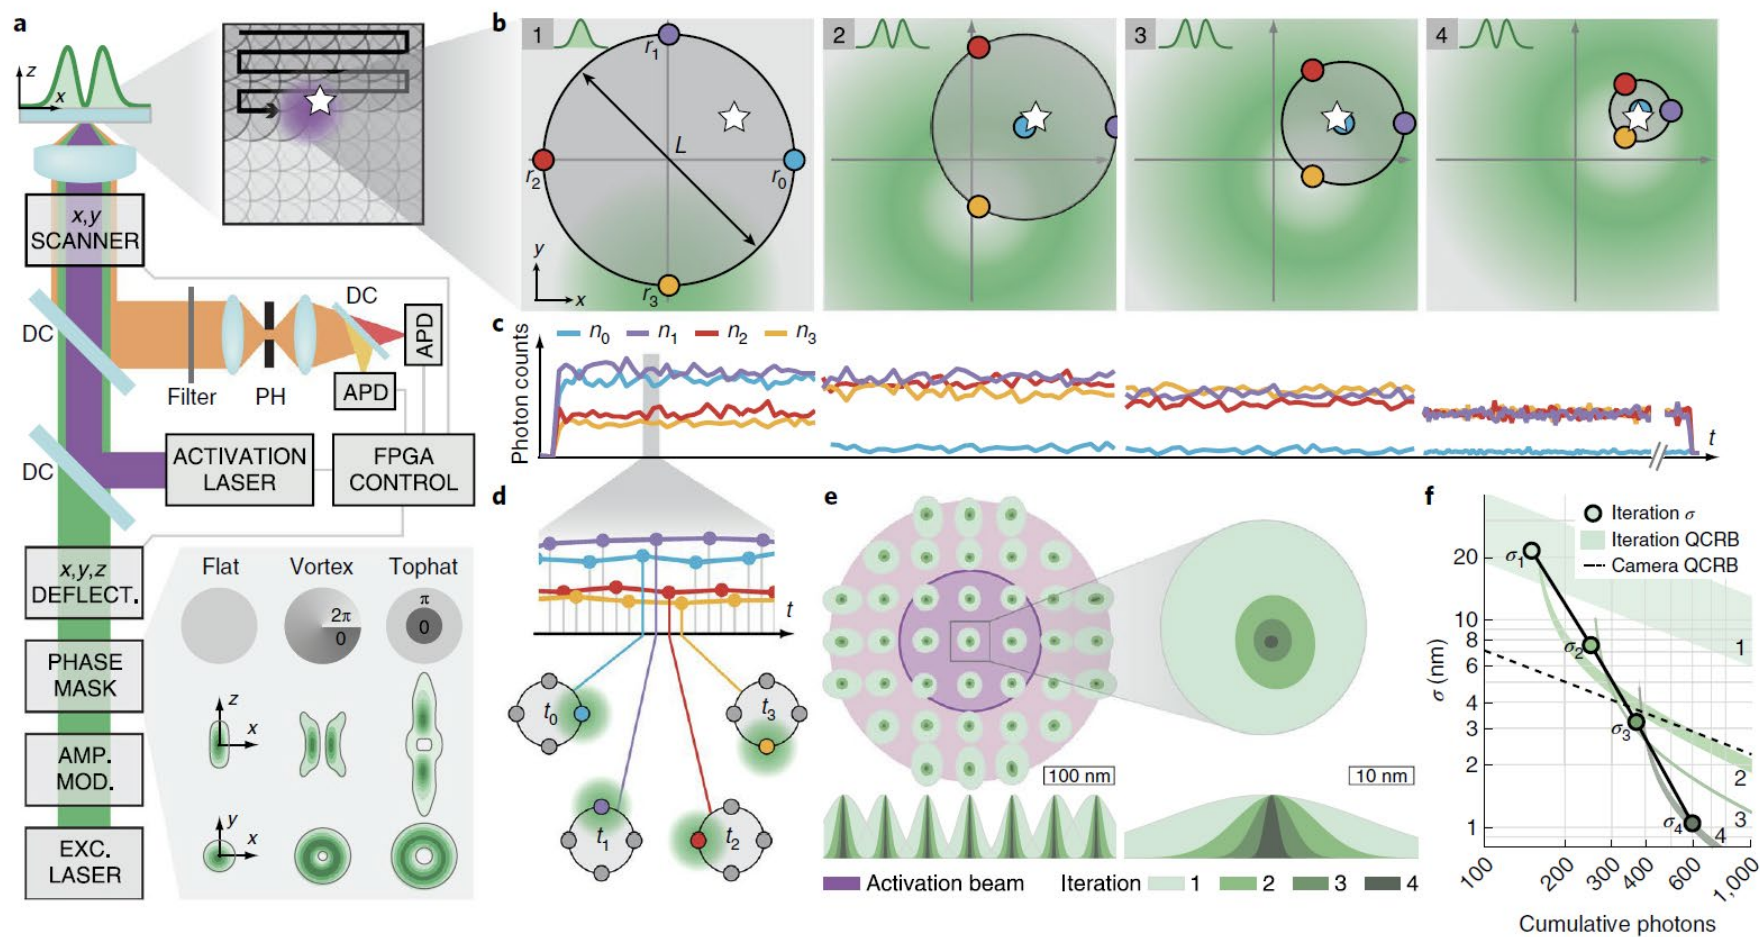 a
z
x
x,y
SCANNER
DC
DC
APD
APD
Filter
PH
DC
ACTIVATION
LASER
FPGA
CONTROL
x,y,z
DEFLECT.
PHASE
MASK
AMP.
MOD.
EXC.
LASER
Flat
Vortex
Tophat
2π
0
π
0
z
x
y
x
b
1
r1
r2
r0
r3
L
y
x
2
3
4
c
Photon counts
n0
n1
n2
n3
t
d
t
t0
t3
t1
t2
e
100 nm
10 nm
Activation beam
Iteration
1
2
3
4
f
Iteration σ
Iteration QCRB
Camera QCRB
σ (nm)
20
10
8
6
4
3
2
1
σ1
σ2
σ3
σ4
1
2
3
4
100
200
300
400
600
1,000
Cumulative photons